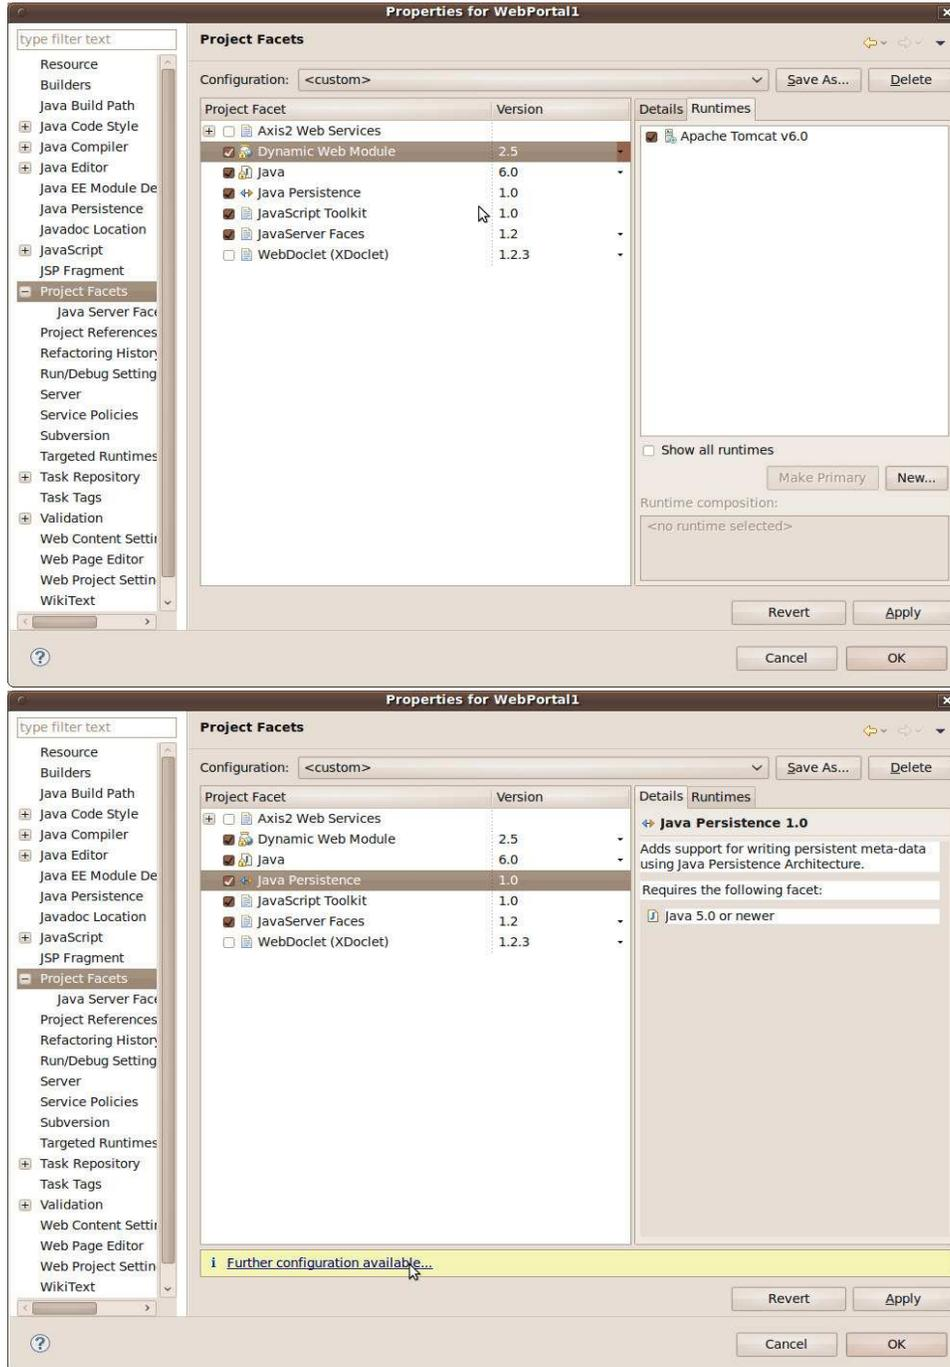 Properties for WebPortal1
type filter text
Resource
Builders
Java Build Path
Java Code Style
Java Compiler
Java Editor
Java EE Module De
Java Persistence
Javadoc Location
JavaScript
JSP Fragment
Project Facets
Java Server Face
Project References
Refactoring History
Run/Debug Setting
Server
Service Policies
Subversion
Targeted Runtimes
Task Repository
Task Tags
Validation
Web Content Settin
Web Page Editor
Web Project Settin
WikiText
Project Facets
Configuration: <custom> Save As... Delete
Project Facet Version
Axis2 Web Services
Dynamic Web Module 2.5
Java 6.0
Java Persistence 1.0
JavaScript Toolkit 1.0
JavaServer Faces 1.2
WebDoclet (XDoclet) 1.2.3
Details Runtimes
Apache Tomcat v6.0
Show all runtimes
Make Primary New...
Runtime composition:
<no runtime selected>
Revert Apply
Cancel OK
Properties for WebPortal1
type filter text
Resource
Builders
Java Build Path
Java Code Style
Java Compiler
Java Editor
Java EE Module De
Java Persistence
Javadoc Location
JavaScript
JSP Fragment
Project Facets
Java Server Face
Project References
Refactoring History
Run/Debug Setting
Server
Service Policies
Subversion
Targeted Runtimes
Task Repository
Task Tags
Validation
Web Content Settin
Web Page Editor
Web Project Settin
WikiText
Project Facets
Configuration: <custom> Save As... Delete
Project Facet Version
Axis2 Web Services
Dynamic Web Module 2.5
Java 6.0
Java Persistence 1.0
JavaScript Toolkit 1.0
JavaServer Faces 1.2
WebDoclet (XDoclet) 1.2.3
Details Runtimes
Java Persistence 1.0
Adds support for writing persistent meta-data
using Java Persistence Architecture.
Requires the following facet:
Java 5.0 or newer
i Further configuration available...
Revert Apply
Cancel OK